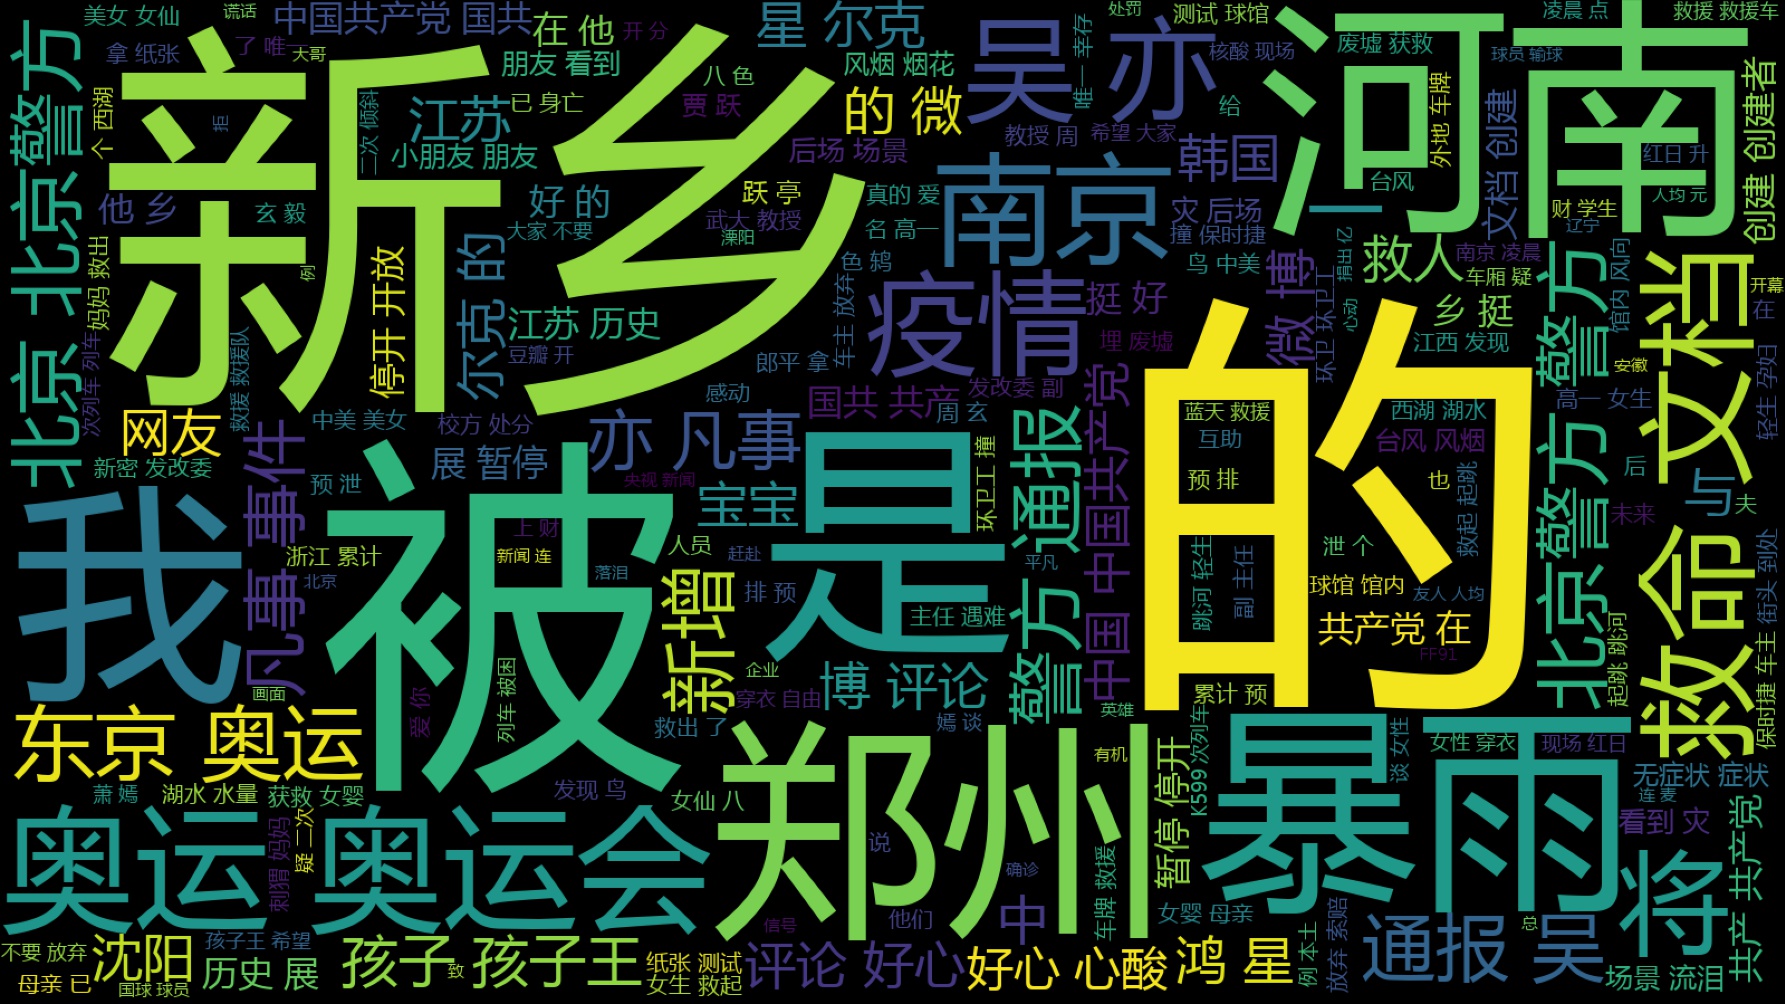 美女 女仙
谎话
中国共产党 国共
在 他
开 分
星 尔克
吴 亦
处罚
测试 球馆
河南
凌晨 点
救援 救援车
拿 纸张
了 唯一
大哥
朋友 看到
八 色
风烟 烟花
唯一 幸存
核酸 现场
废墟 获救
球员 输球
北京 北京警方
个 西湖
新乡
拒
二次 倾斜
江苏
已 身亡
贾 跃
的 微
给
外地 车牌
文档 创建
创建 创建者
小朋友 朋友
后场 场景
教授 周
希望 大家
韩国
红日 升
他 乡
玄 毅
好 的
跃 亭
真的 爱
南京
台风
人均 元
大家 不要
武大 教授
溧阳
名 高一
灾 后场
撞 保时捷
一
财 学生
辽宁
妈妈 救出
例
停开 开放
尔克 的
色 鸦
鸟 中美
微 博
捐出 亿
救人
南京 凌晨
车厢 疑
北京警方 警方
馆内 风向
文档
开幕
在
次列车 列车
救援 救援队
江苏 历史
豆瓣 开
车主 放弃
疫情
挺 好
环卫 环卫工
心动
乡 挺
埋 废墟
江西 发现
郎平 拿
安徽
轻生 孕妇
网友
中美 美女
校方 处分
感动
国共 共产
发改委 副
周 玄
中国 中国共产党
的
蓝天 救援
西湖 湖水
高一 女生
互助
台风 风烟
凡事 事件
新密 发改委
预 泄
展 暂停
亦 凡事
央视 新闻
宝宝
是
环卫工 撞
警方 通报
预 排
也
救起 起跳
后
与
夫
我
被
上 财
未来
浙江 累计
北京
新闻 连
落泪
人员
赶赴
平凡
跳河 轻生
副 主任
泄 个
球馆 馆内
友人 人均
救命
街头 到处
新增
排 预
主任 遇难
共产党 在
FF91
画面
爱 你
列车 被困
企业
穿衣 自由
博 评论
累计 预
起跳 跳河
保时捷 车主
东京 奥运
救出 了
嫣 谈
英雄
郑州
有机
K599 次列车
暂停 停开
暴雨
谈 女性
女性 穿衣
现场 红日
萧 嫣
湖水 水量
获救 女婴
发现 鸟
女仙 八
无症状 症状
连 麦
奥运 奥运会
刺猬 妈妈
疑 二次
说
确诊
车牌 救援
看到 灾
共产 共产党
信号
他们
中
女婴 母亲
放弃 索赔
将
不要 放弃
沈阳
孩子王 希望
孩子 孩子王
致
纸张 测试
评论 好心
好心 心酸
鸿 星
例 本土
通报 吴
母亲 已
国球 球员
历史 展
女生 救起
场景 流泪